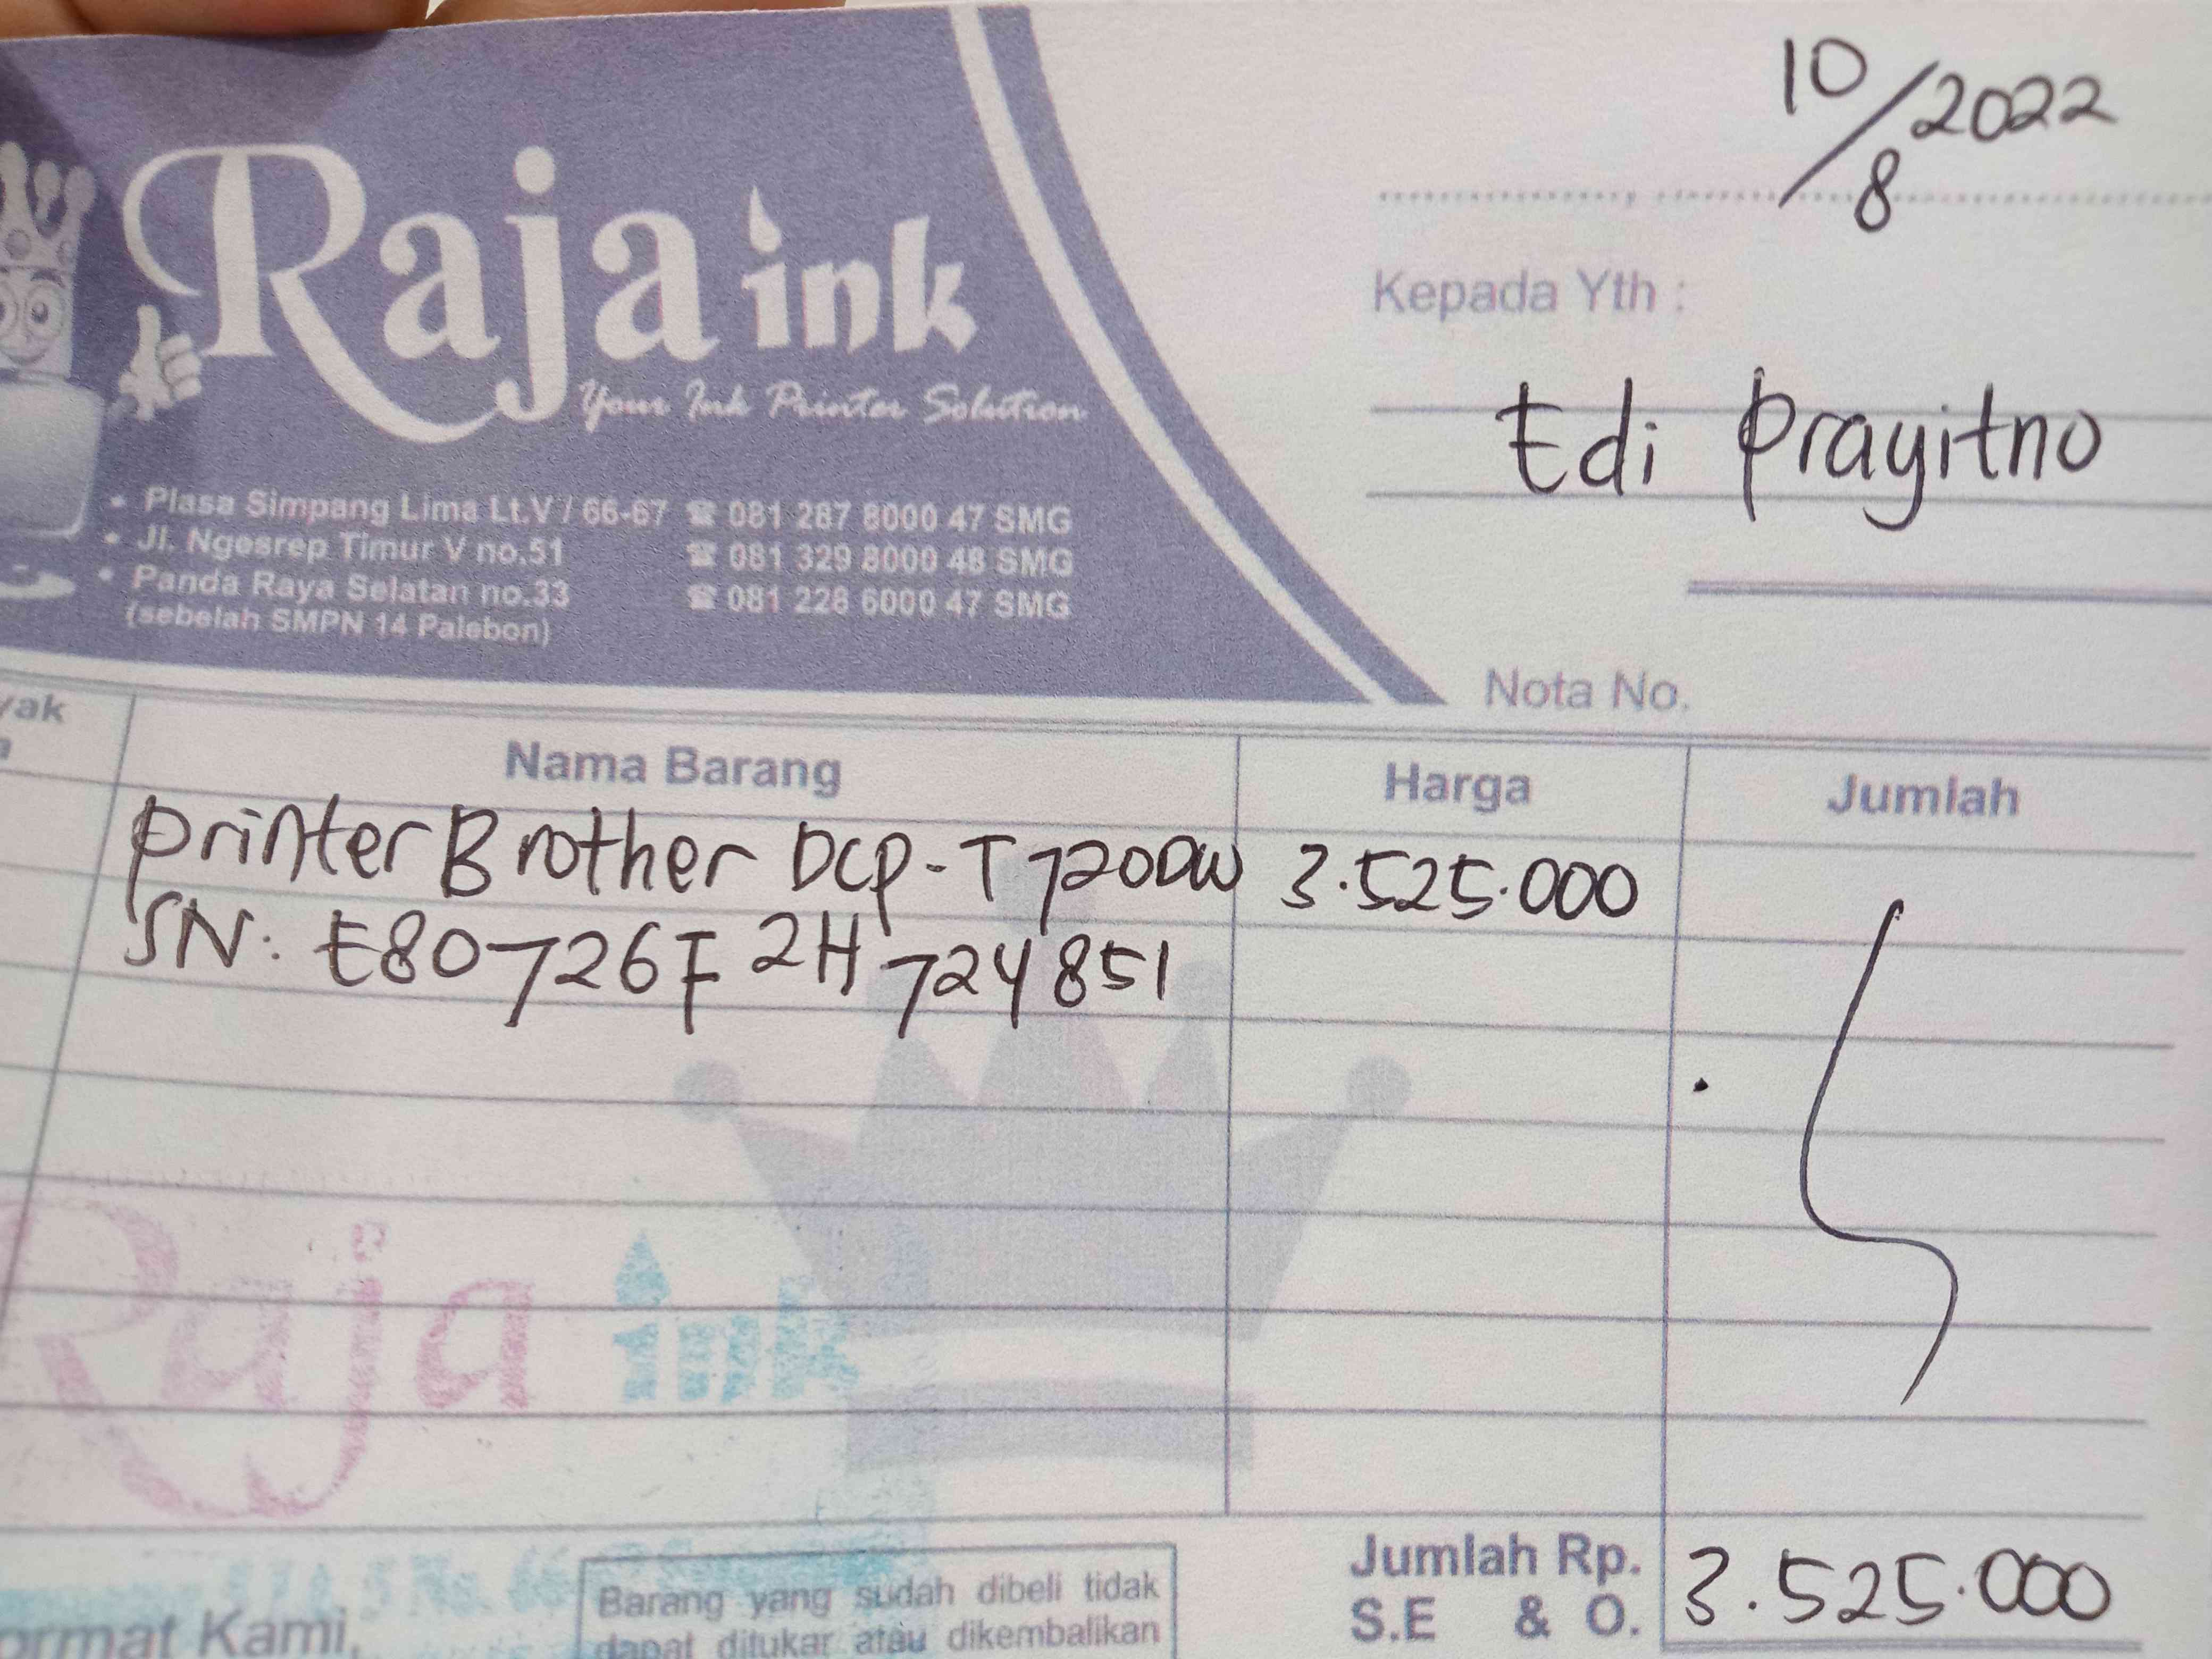 10/8 2022
Raja ink
Your Ink Printer Solution
Kepada Yth :
Edi Prayitno
• Plasa Simpang Lima Lt.V / 66-67 ☎ 081 287 8000 47 SMG
• Jl. Ngesrep Timur V no.51 ☎ 081 329 8000 48 SMG
• Panda Raya Selatan no.33 ☎ 081 228 6000 47 SMG
(sebelah SMPN 14 Palebon)
Nota No.
yak Nama Barang Harga Jumlah
Printer Brother DCP-T720DW 3.525.000
SN: E80726F2H724851
Raja ink
Jumlah Rp. 3.525.000
S.E & O.
Barang yang sudah dibeli tidak
dapat ditukar atau dikembalikan
ormat Kami,